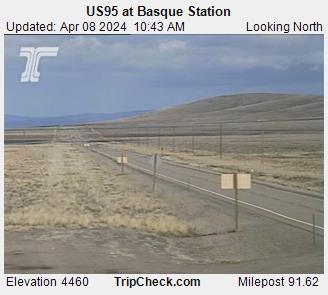 US95 at Basque Station
Updated: Apr 08 2024 10:43 AM Looking North
Elevation 4460 TripCheck.com Milepost 91.62